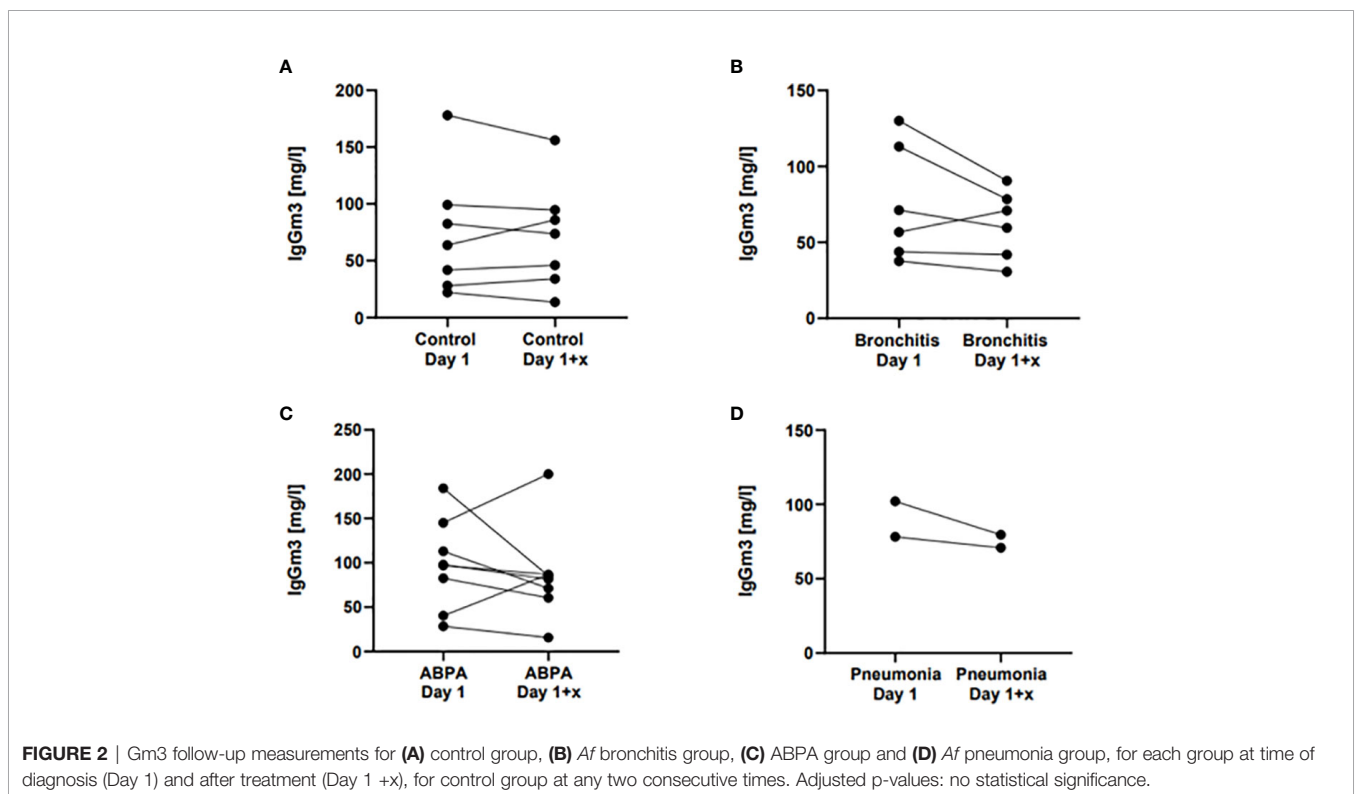 A
200
150
100
50
0
IgGm3 [mg/l]
Control
Day 1
Control
Day 1+x
B
150
100
50
0
IgGm3 [mg/l]
Bronchitis
Day 1
Bronchitis
Day 1+x
C
250
200
150
100
50
0
IgGm3 [mg/l]
ABPA
Day 1
ABPA
Day 1+x
D
150
100
50
0
IgGm3 [mg/l]
Pneumonia
Day 1
Pneumonia
Day 1+x
FIGURE 2 | Gm3 follow-up measurements for (A) control group, (B) Af bronchitis group, (C) ABPA group and (D) Af pneumonia group, for each group at time of
diagnosis (Day 1) and after treatment (Day 1 +x), for control group at any two consecutive times. Adjusted p-values: no statistical significance.